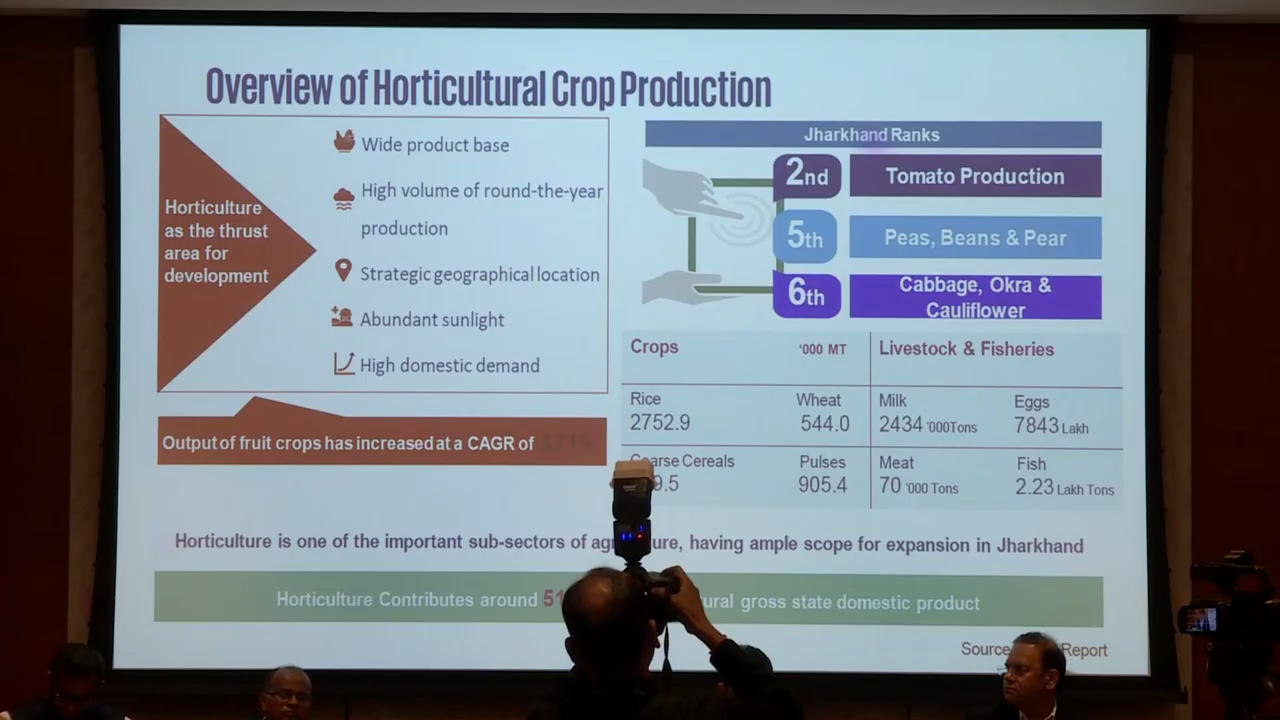 Overview of Horticultural Crop Production
Horticulture
as the thrust
area for
development
Wide product base
High volume of round-the-year
production
Strategic geographical location
Abundant sunlight
High domestic demand
Output of fruit crops has increased at a CAGR of
Jharkhand Ranks
2nd Tomato Production
5th Peas, Beans & Pear
6th Cabbage, Okra &
Cauliflower
Crops '000 MT
Rice Wheat
2752.9 544.0
Coarse Cereals Pulses
9.5 905.4
Livestock & Fisheries
Milk Eggs
2434 '000Tons 7843 Lakh
Meat Fish
70 '000 Tons 2.23 Lakh Tons
Horticulture is one of the important sub-sectors of having ample scope for expansion in Jharkhand
Horticulture Contributes around gross state domestic product
Source Report